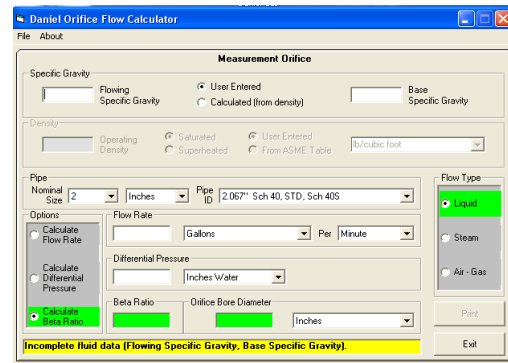 Daniel Orifice Flow Calculator
File About
Measurement Orifice
Specific Gravity
Flowing Specific Gravity
User Entered
Calculated (from density)
Base Specific Gravity
Density
Operating Density
Saturated
Superheated
User Entered
From ASME Table
lb/cubic foot
Pipe
Nominal Size 2 Inches Pipe ID 2.067" Sch 40, STD, Sch 40S
Flow Type
Liquid
Steam
Air - Gas
Options
Calculate Flow Rate
Calculate Differential Pressure
Calculate Beta Ratio
Flow Rate
Gallons Per Minute
Differential Pressure
Inches Water
Beta Ratio
Orifice Bore Diameter
Inches
Print
Exit
Incomplete fluid data (Flowing Specific Gravity, Base Specific Gravity).